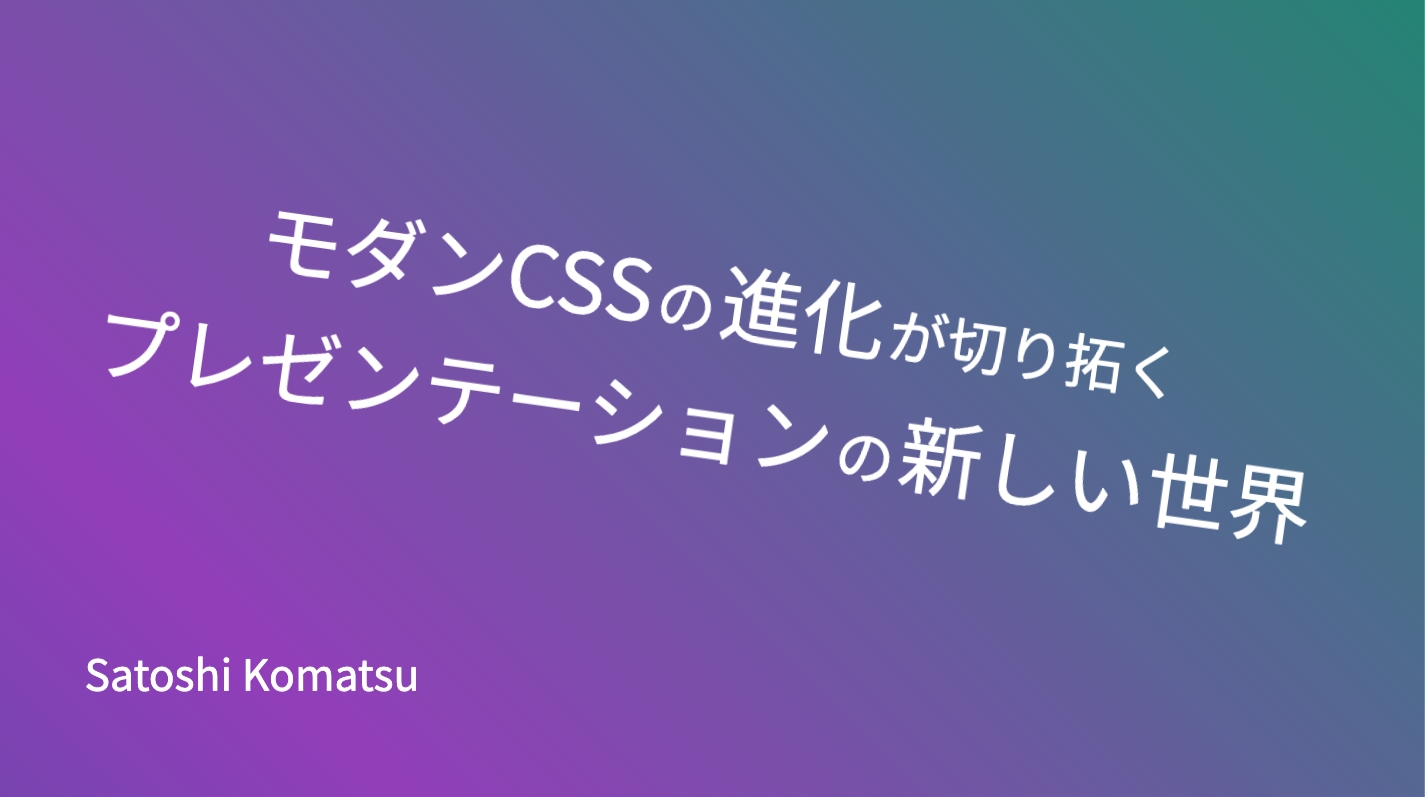 モダンCSSの進化が切り拓く
プレゼンテーションの新しい世界
Satoshi Komatsu